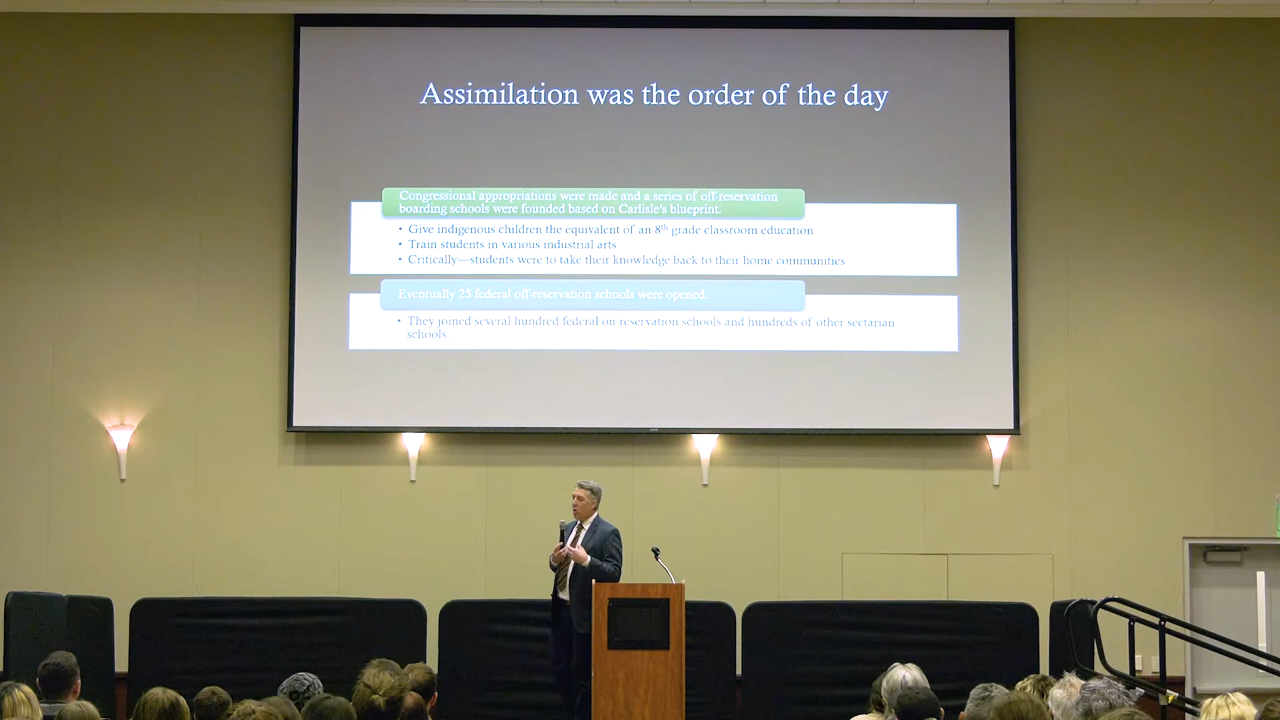 Assimilation was the order of the day
Congressional appropriations were made and a series of off-reservation
boarding schools were founded based on Carlisle's blueprint.
• Give indigenous children the equivalent of an 8th grade classroom education
• Train students in various industrial arts
• Critically—students were to take their knowledge back to their home communities
Eventually 25 federal off-reservation schools were opened.
• They joined several hundred federal on reservation schools and hundreds of other sectarian
schools.